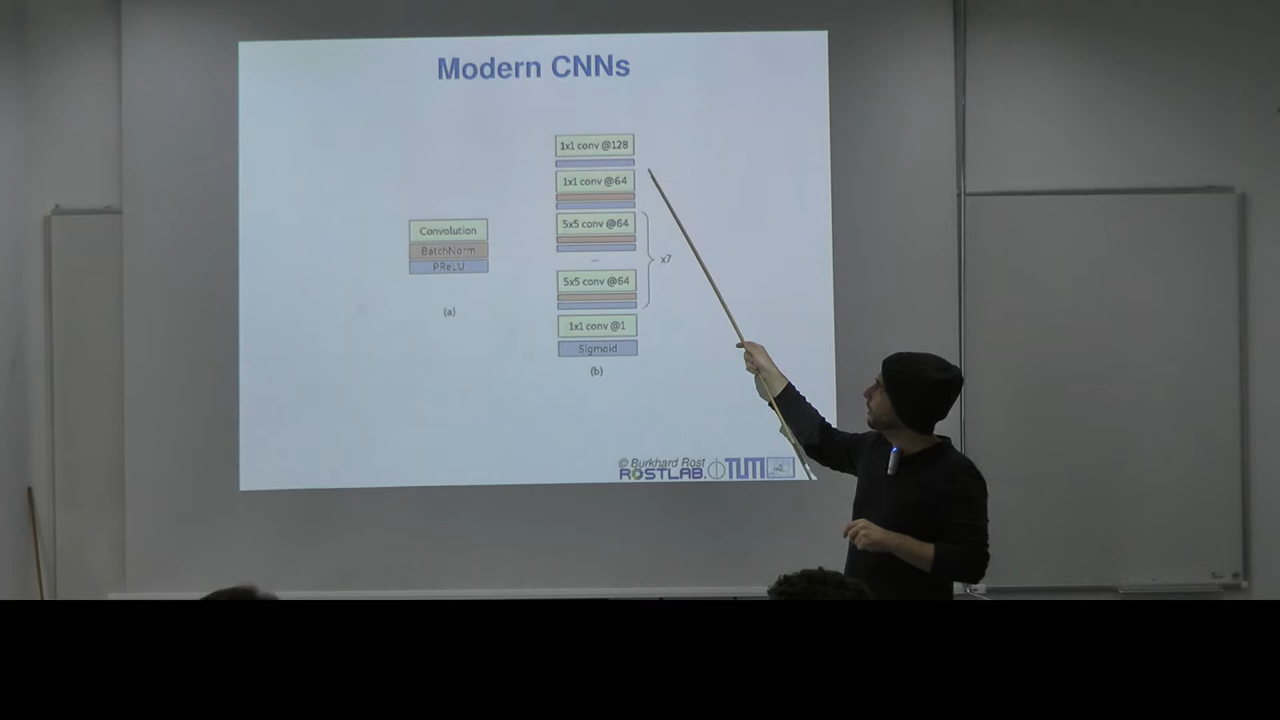 Modern CNNs
1x1 conv @128
1x1 conv @64
5x5 conv @64
...
5x5 conv @64
x7
1x1 conv @1
Sigmoid
(b)
Convolution
BatchNorm
PReLU
(a)
© Burkhard Rost
ROSTLAB.
TUM